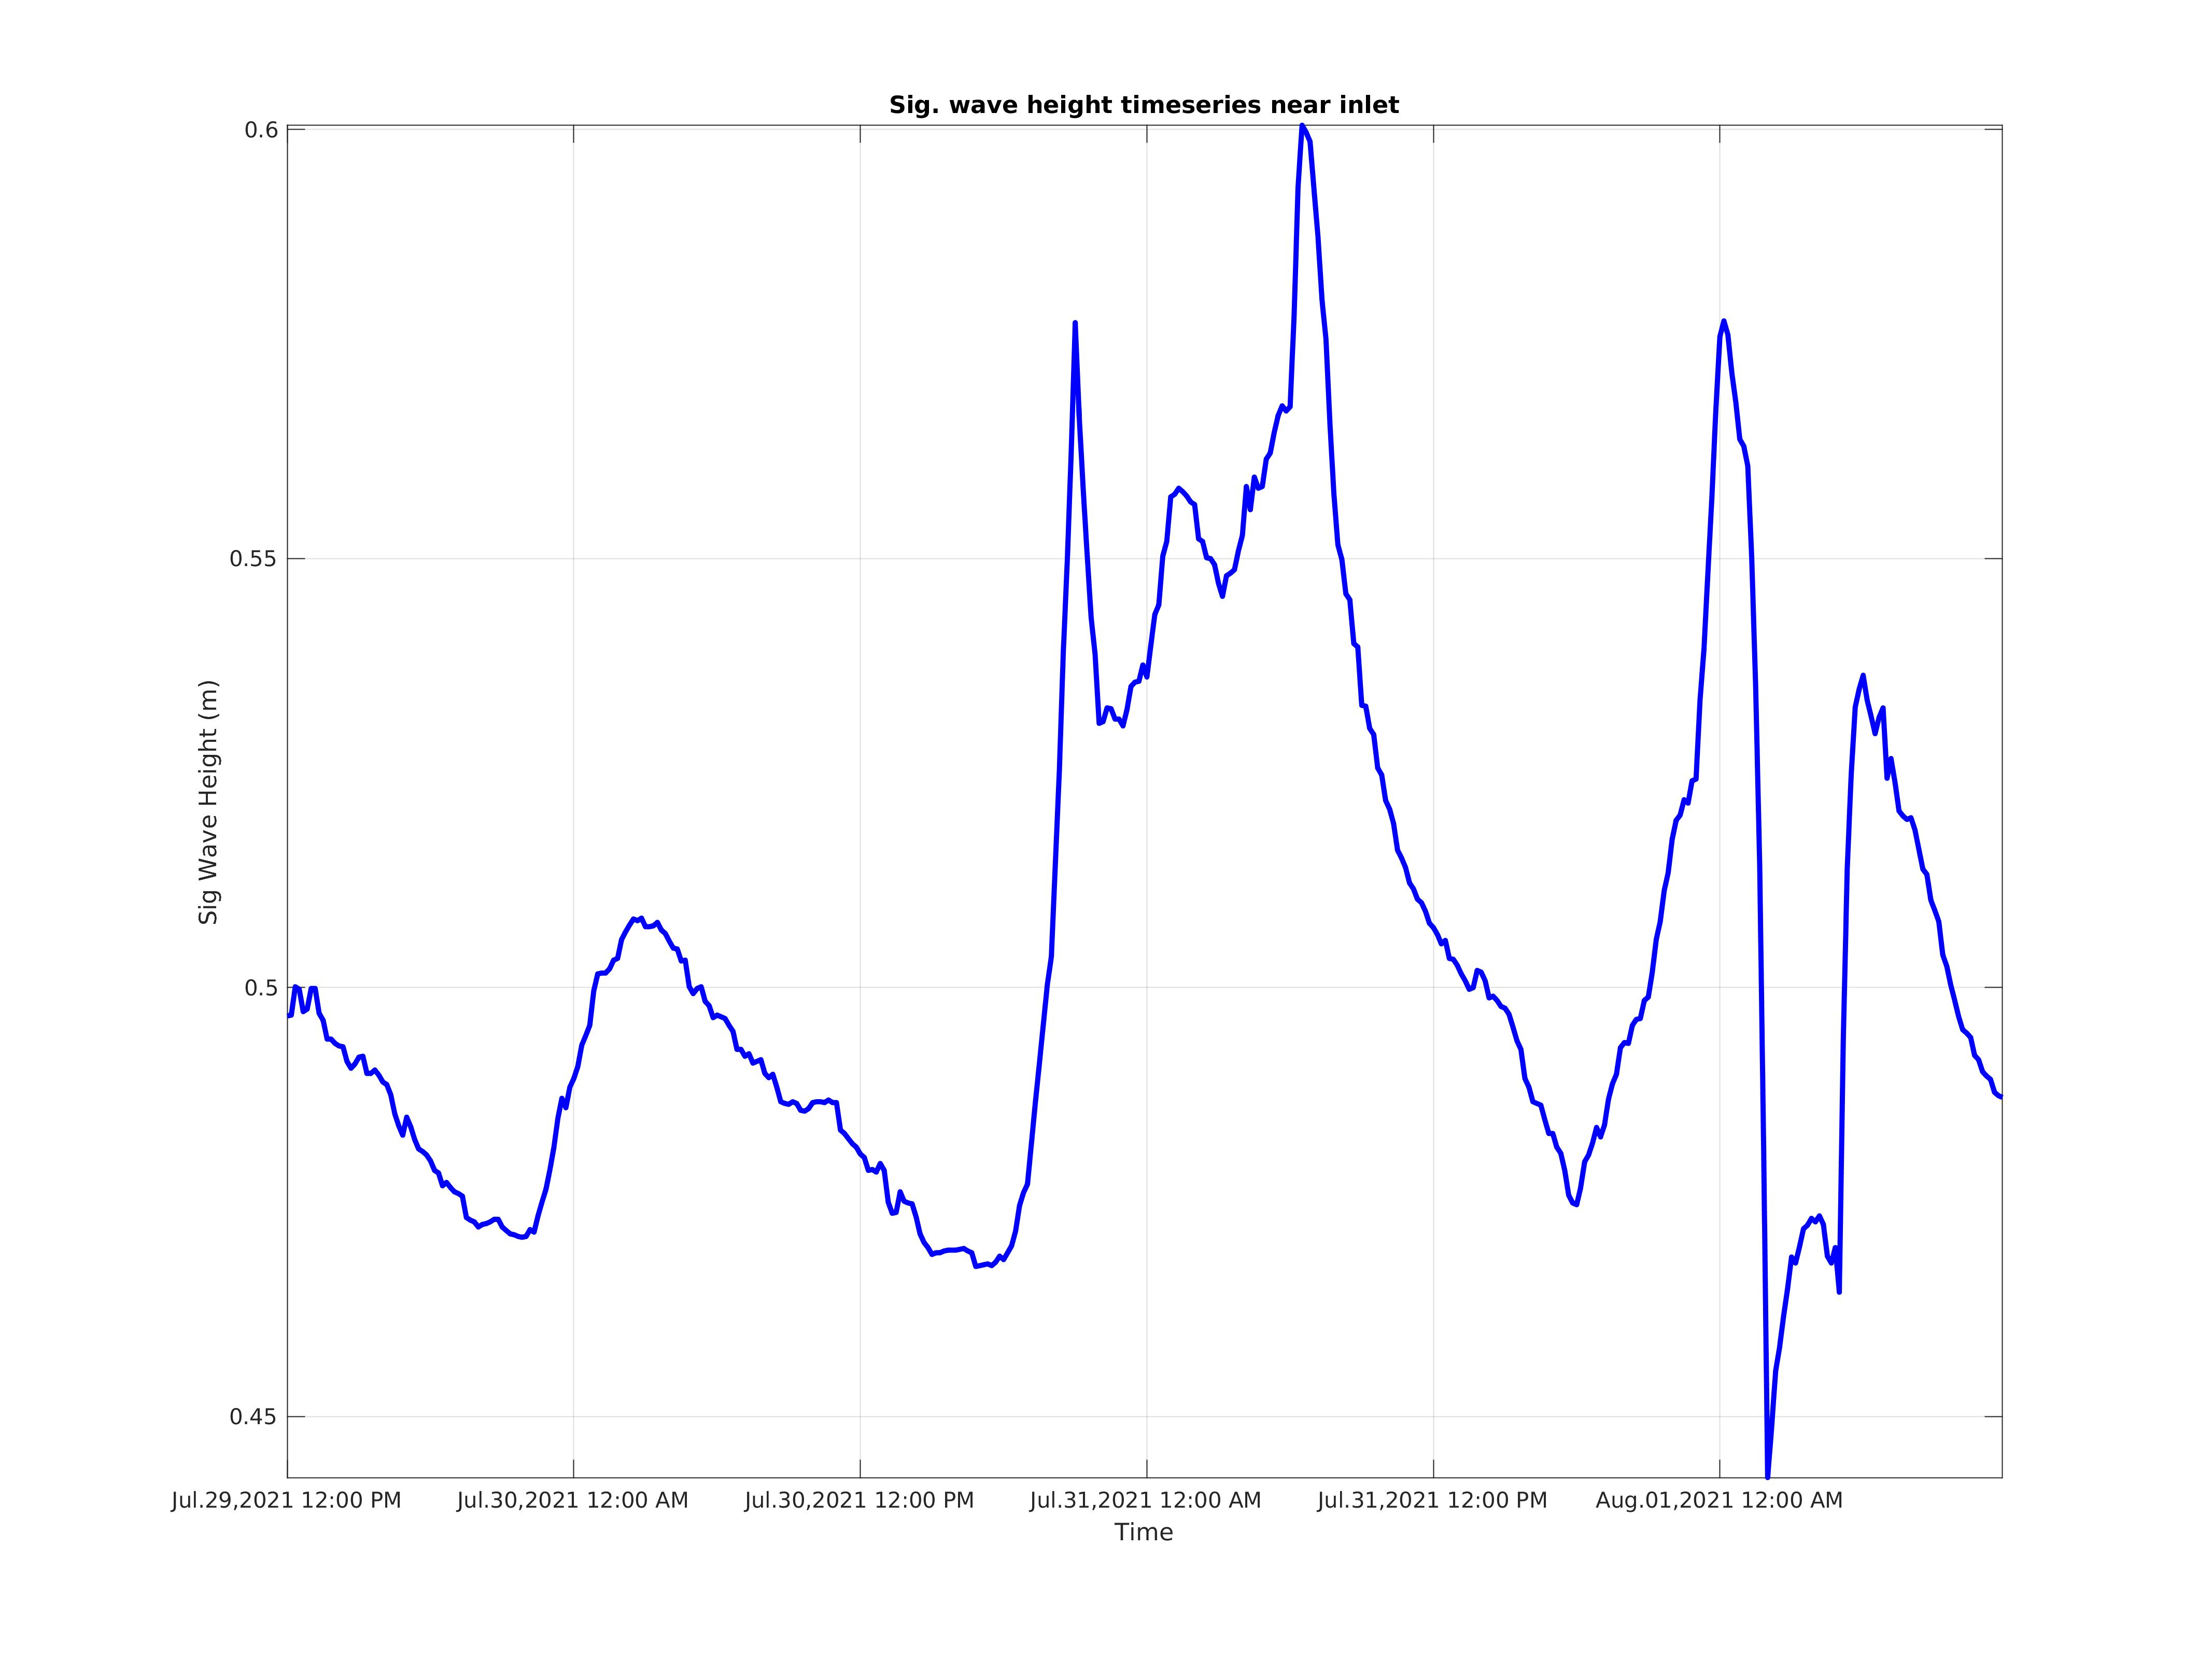 Sig. wave height timeseries near inlet
0.6
0.55
0.5
0.45
Sig Wave Height (m)
Jul.29,2021 12:00 PM
Jul.30,2021 12:00 AM
Jul.30,2021 12:00 PM
Jul.31,2021 12:00 AM
Jul.31,2021 12:00 PM
Aug.01,2021 12:00 AM
Time